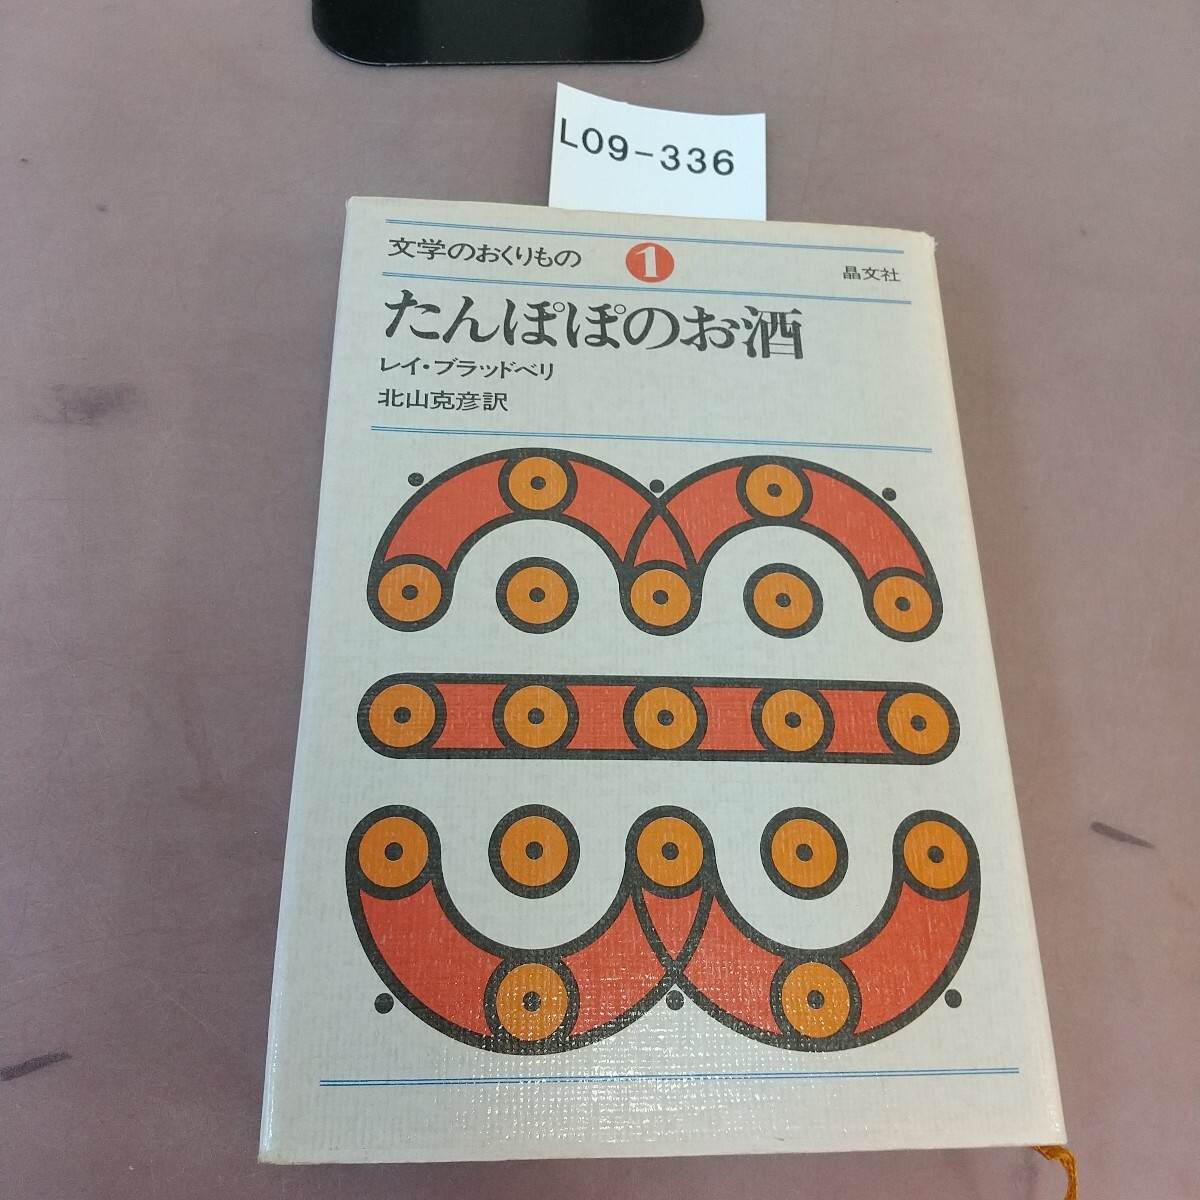 L09-336
文学のおくりもの 1 晶文社
たんぽぽのお酒
レイ・ブラッドベリ
北山克彦訳